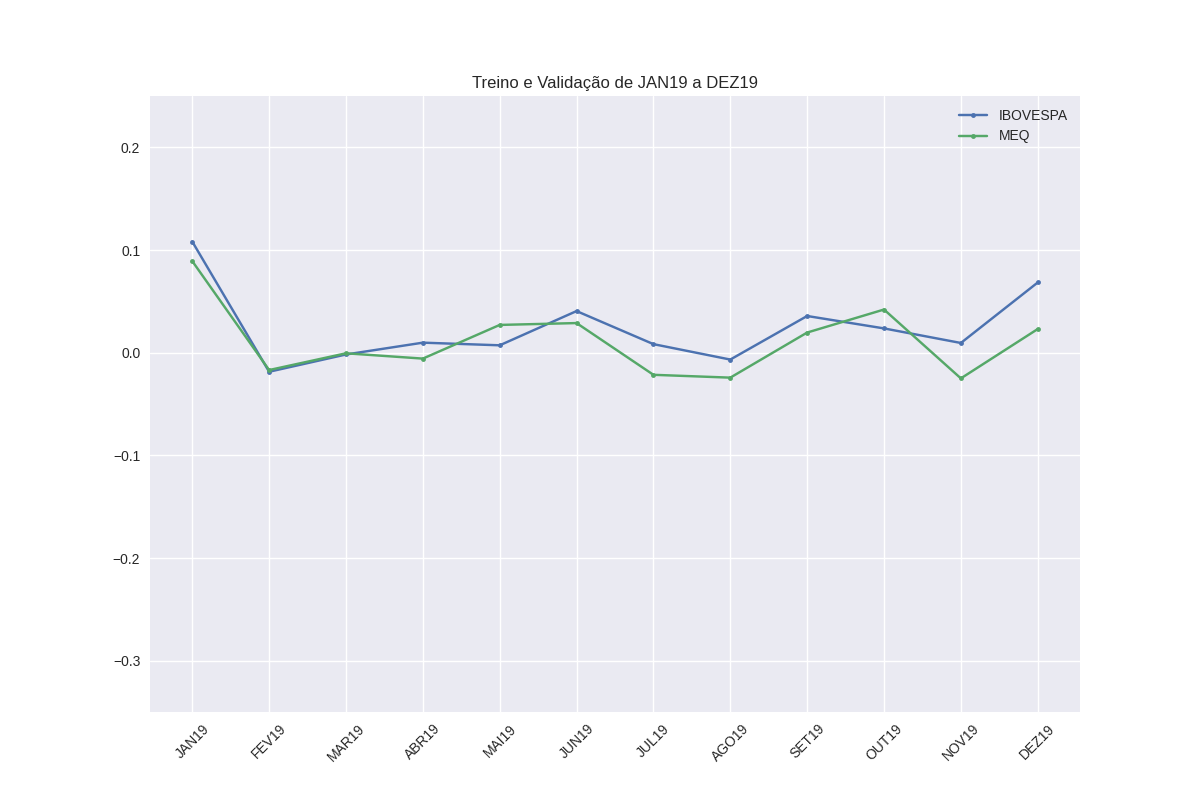 Treino e Validação de JAN19 a DEZ19
IBOVESPA
MEQ
0.2
0.1
0.0
−0.1
−0.2
−0.3
JAN19
FEV19
MAR19
ABR19
MAI19
JUN19
JUL19
AGO19
SET19
OUT19
NOV19
DEZ19